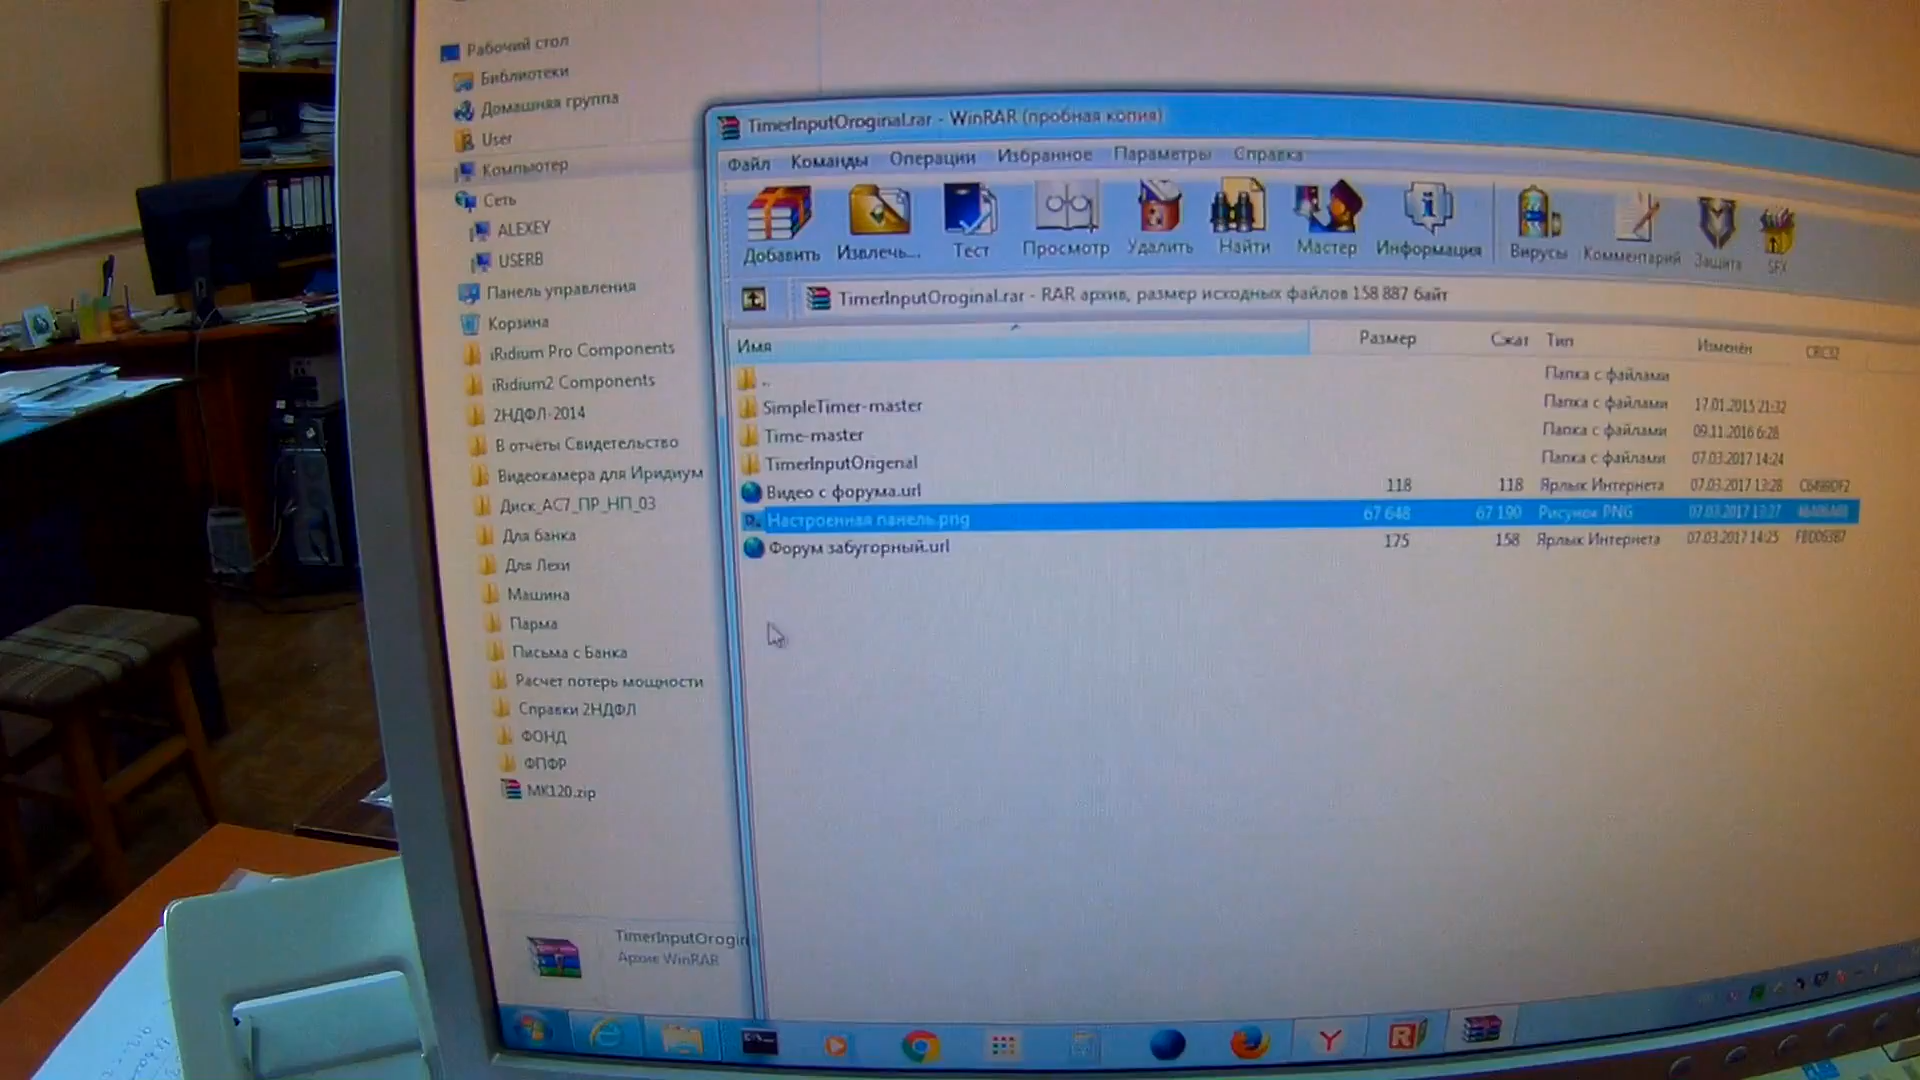 Рабочий стол
Библиотеки
Домашняя группа
User
Компьютер
Сеть
ALEXEY
USERB
Панель управления
Корзина
iRidium Pro Components
iRidium2 Components
2НДФЛ-2014
В отчеты Свидетельство
Видеокамера для Иридиум
Диск_АС7_ПР_НП_03
Для банка
Для Лехи
Машина
Парма
Письма с Банка
Расчет потерь мощности
Справки 2НДФЛ
ФОНД
ФПФР
МК120.zip
TimerInputOrogin
Архив WinRAR
TimerInputOroginal.rar - WinRAR (пробная копия)
Файл Команды Операции Избранное Параметры Справка
Добавить Извлечь... Тест Просмотр Удалить Найти Мастер Информация Вирусы Комментарий Защита SFX
TimerInputOroginal.rar - RAR архив, размер исходных файлов 158 887 байт
Имя Размер Сжат Тип Изменён CRC32
.. Папка с файлами
SimpleTimer-master Папка с файлами 17.01.2015 21:32
Time-master Папка с файлами 09.11.2016 6:28
TimerInputOrigenal Папка с файлами 07.03.2017 14:24
Видео с форума.url 118 118 Ярлык Интернета 07.03.2017 13:28
Настроенная панель.png 67 648 67 190 Рисунок PNG 07.03.2017 13:27
Форум забугорный.url 175 158 Ярлык Интернета 07.03.2017 14:25